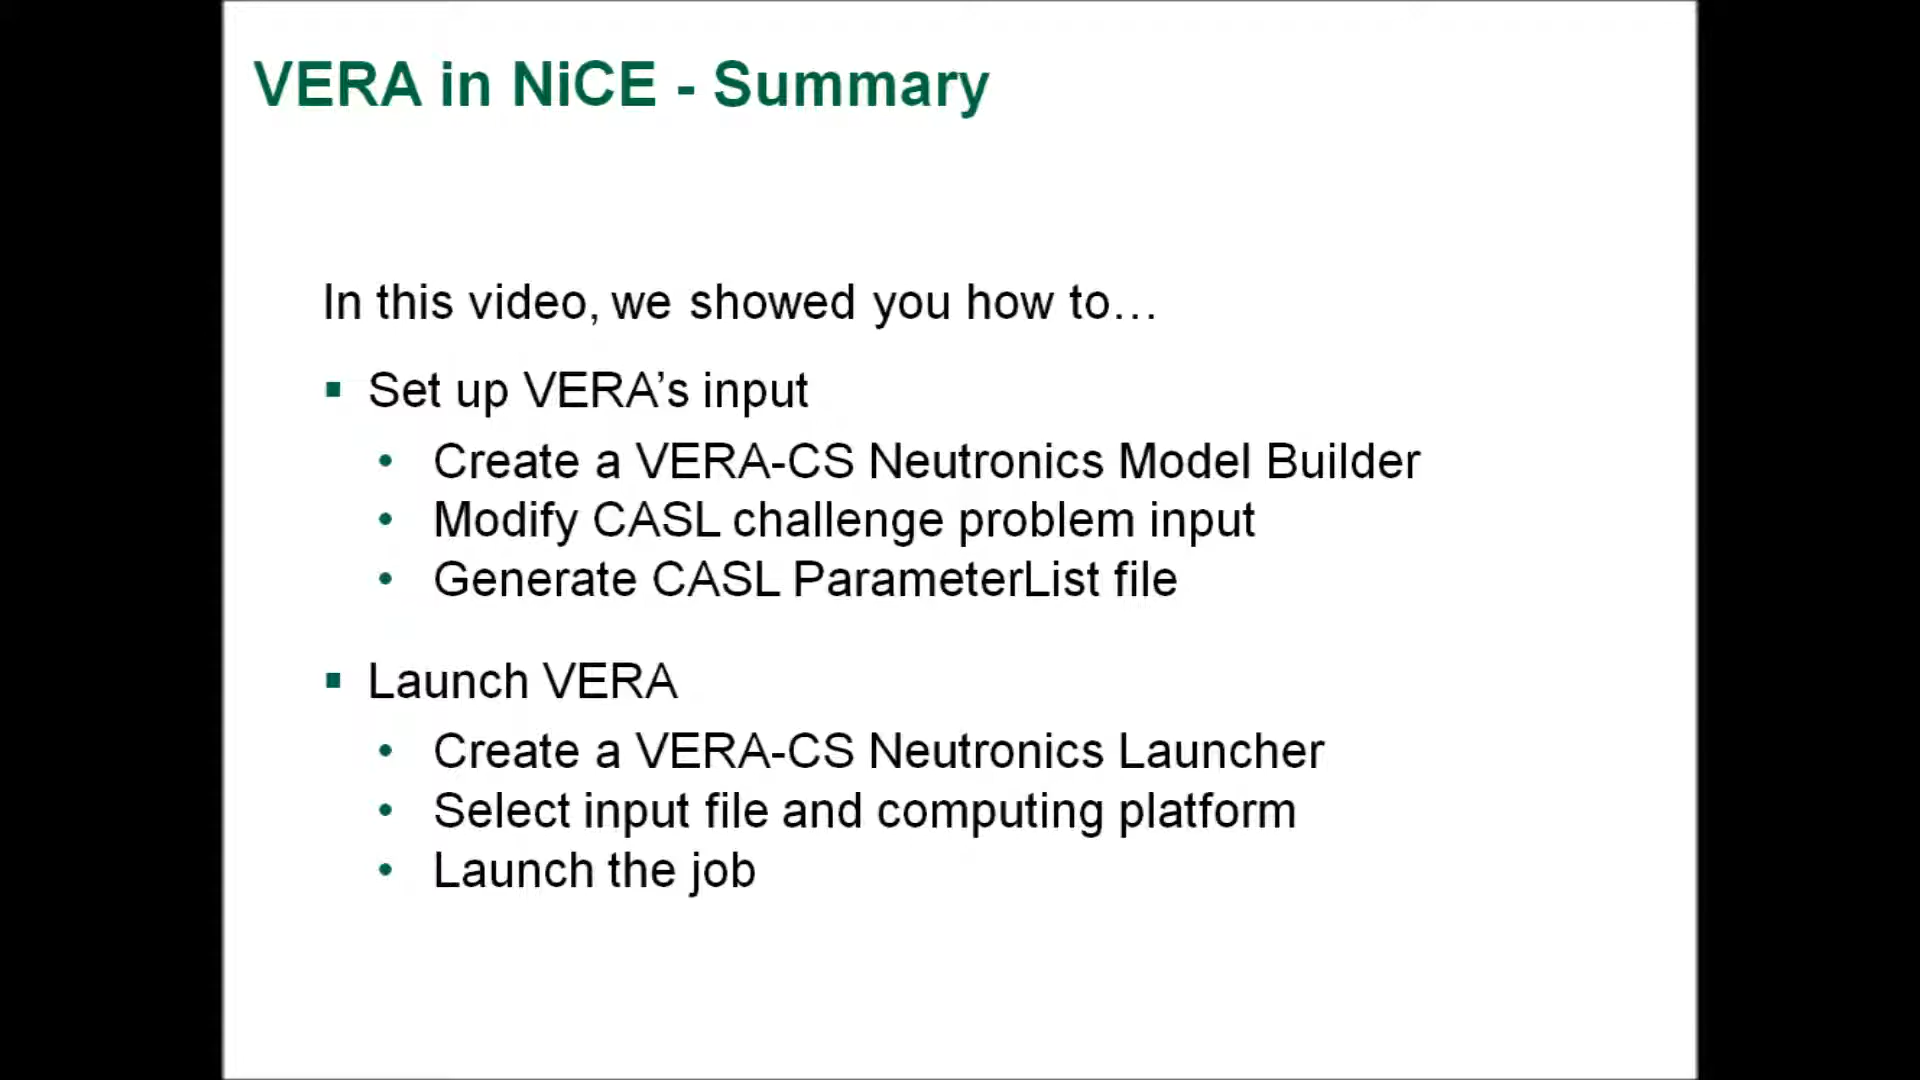 VERA in NiCE - Summary
In this video, we showed you how to…
▪ Set up VERA’s input
• Create a VERA-CS Neutronics Model Builder
• Modify CASL challenge problem input
• Generate CASL ParameterList file
▪ Launch VERA
• Create a VERA-CS Neutronics Launcher
• Select input file and computing platform
• Launch the job